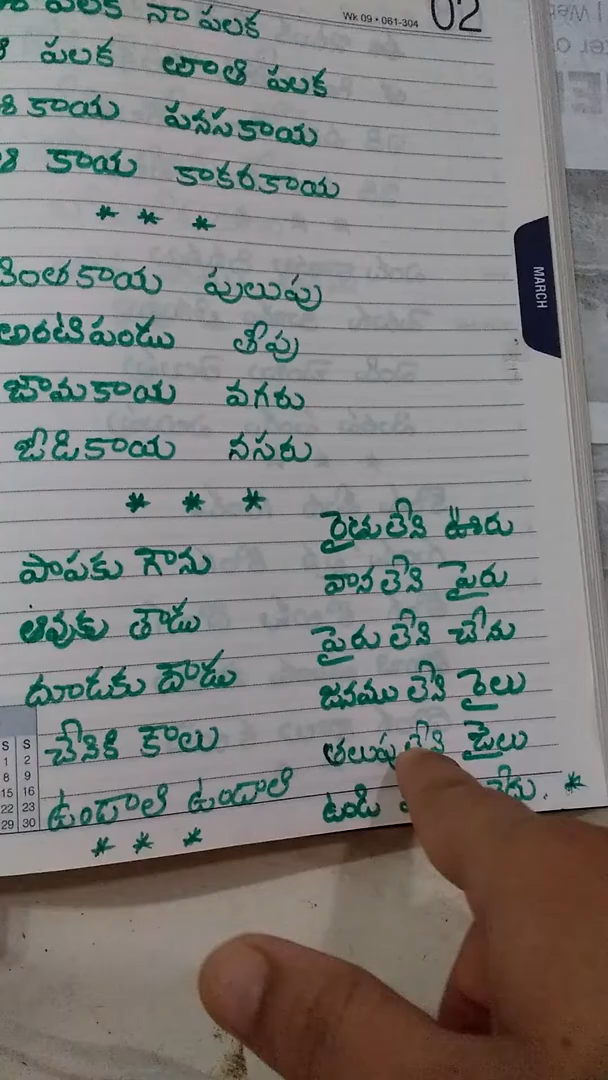 పలక నా పలక
Wk 09 • 061-304
02
పలక తాతి పలక
కాయ పనసకాయ
కాయ కాకరకాయ
* * *
చింతకాయ పులుపు
MARCH
అరటిపండు తీపు
జామకాయ వగరు
జీడికాయ నసరు
* * *
పాపకు గౌను
ఆవుకు తాడు
దూడకు దాడు
చేనికి కాలు
ఉండాలి ఉండాలి
* * *
రైతులేని ఊరు
వానలేని పైరు
పైరు లేని చేను
జనము లేని రైలు
తలుపులేని జైలు
ఉండి
S S
1 2
8 9
15 16
22 23
29 30